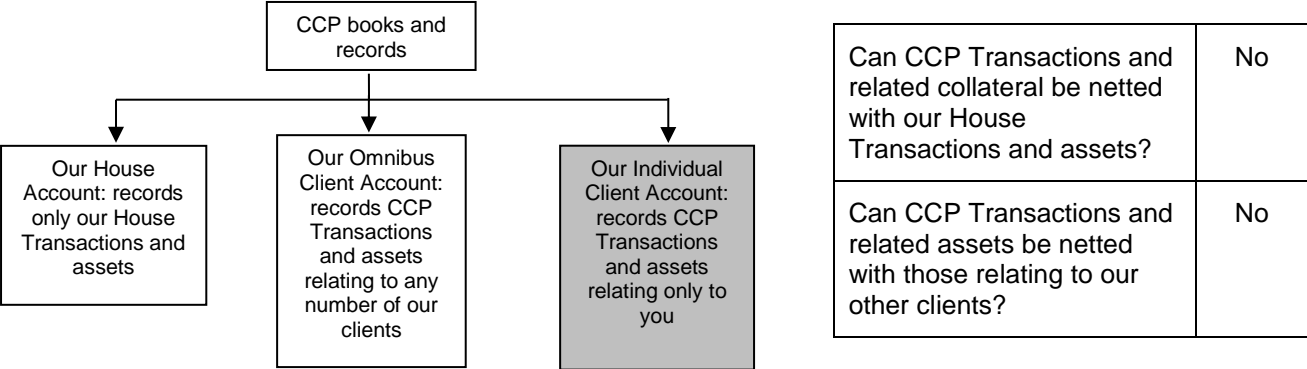 CCP books and
records
Our House
Account: records
only our House
Transactions and
assets
Our Omnibus
Client Account:
records CCP
Transactions
and assets
relating to any
number of our
clients
Our Individual
Client Account:
records CCP
Transactions
and assets
relating only to
you
Can CCP Transactions and
related collateral be netted
with our House
Transactions and assets?
No
Can CCP Transactions and
related assets be netted
with those relating to our
other clients?
No